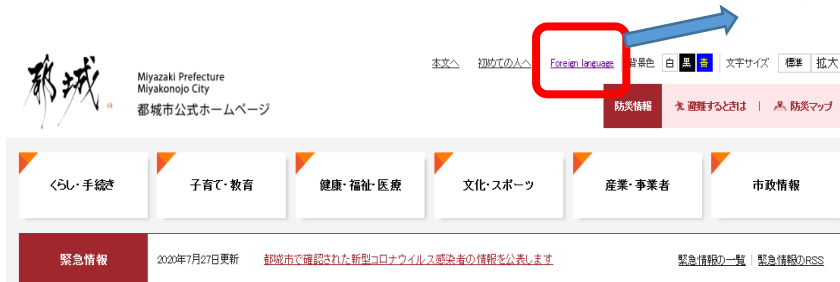 本文へ 初めての人へ Foreign language 背景色 白 黒 青 文字サイズ 標準 拡大
都城
Miyazaki Prefecture
Miyakonojo City
都城市公式ホームページ
防災情報 避難するときは | 防災マップ
くらし・手続き 子育て・教育 健康・福祉・医療 文化・スポーツ 産業・事業者 市政情報
緊急情報 2020年7月27日更新 都城市で確認された新型コロナウイルス感染者の情報を公表します 緊急情報の一覧 | 緊急情報のRSS